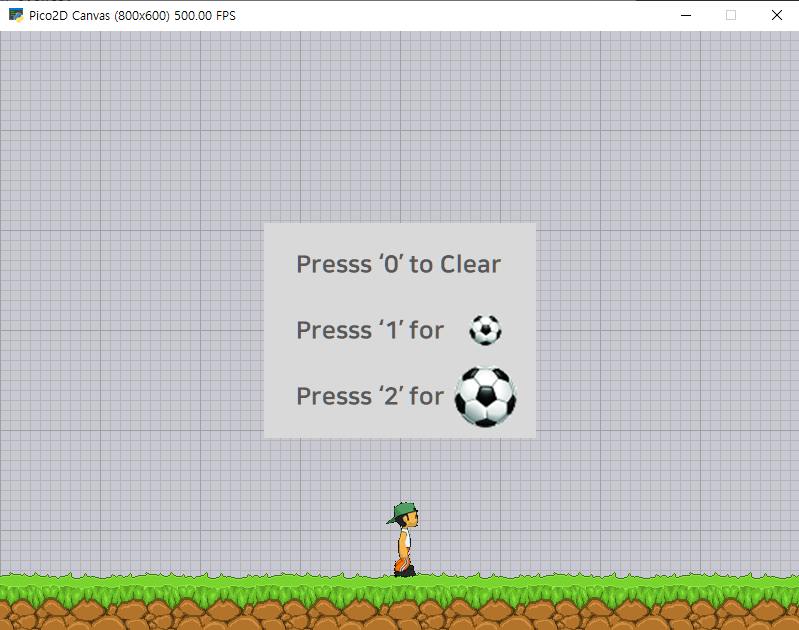 Pico2D Canvas (800x600) 500.00 FPS
Presss ‘0’ to Clear
Presss ‘1’ for
Presss ‘2’ for